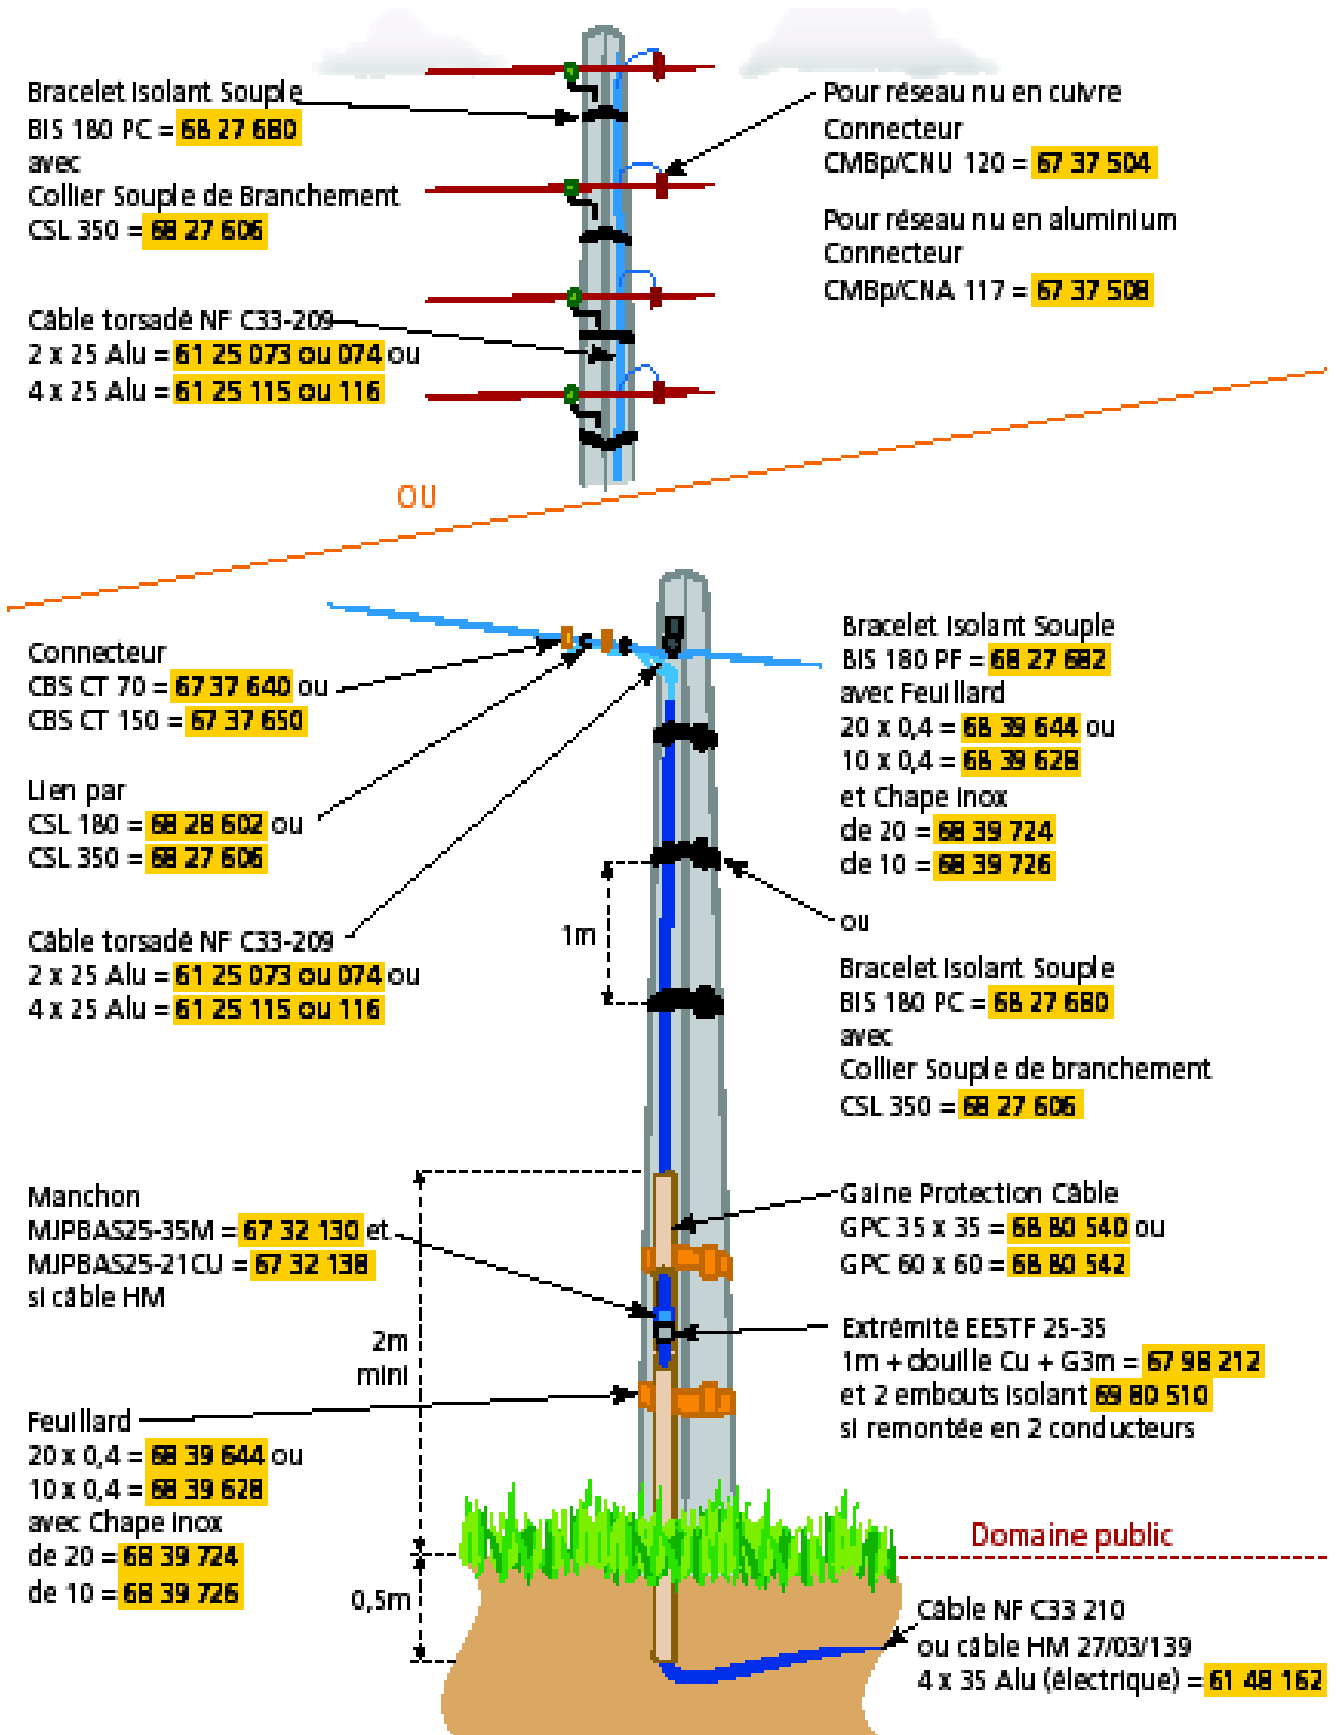 Bracelet Isolant Souple
BIS 180 PC = 68 27 680
avec
Collier Souple de Branchement
CSL 350 = 68 27 606
Câble torsadé NF C33-209
2 x 25 Alu = 61 25 073 ou 074 ou
4 x 25 Alu = 61 25 115 ou 116
Pour réseau nu en cuivre
Connecteur
CMBp/CNU 120 = 67 37 504
Pour réseau nu en aluminium
Connecteur
CMBp/CNA 117 = 67 37 508
OU
Connecteur
CBS CT 70 = 67 37 640 ou
CBS CT 150 = 67 37 650
Lien par
CSL 180 = 68 28 602 ou
CSL 350 = 68 27 606
Câble torsadé NF C33-209
2 x 25 Alu = 61 25 073 ou 074 ou
4 x 25 Alu = 61 25 115 ou 116
Bracelet Isolant Souple
BIS 180 PF = 68 27 682
avec Feuillard
20 x 0,4 = 68 39 644 ou
10 x 0,4 = 68 39 628
et Chape inox
de 20 = 68 39 724
de 10 = 68 39 726
ou
Bracelet Isolant Souple
BIS 180 PC = 68 27 680
avec
Collier Souple de branchement
CSL 350 = 68 27 606
1m
Manchon
MJPBAS25-35M = 67 32 130 et
MJPBAS25-21CU = 67 32 138
si câble HM
2m
mini
Feuillard
20 x 0,4 = 68 39 644 ou
10 x 0,4 = 68 39 628
avec Chape inox
de 20 = 68 39 724
de 10 = 68 39 726
0,5m
Gaine Protection Câble
GPC 35 x 35 = 68 80 540 ou
GPC 60 x 60 = 68 80 542
Extrémité EESTF 25-35
1m + douille Cu + G3m = 67 98 212
et 2 embouts isolant 69 80 510
si remontée en 2 conducteurs
Domaine public
Câble NF C33 210
ou câble HM 27/03/139
4 x 35 Alu (électrique) = 61 48 162